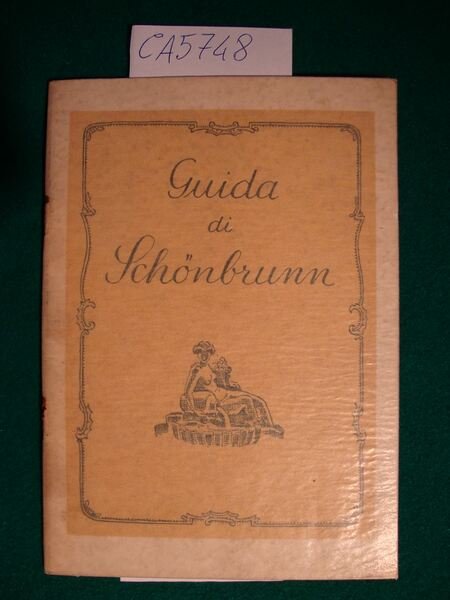 CA5748
Guida
di
Schönbrunn